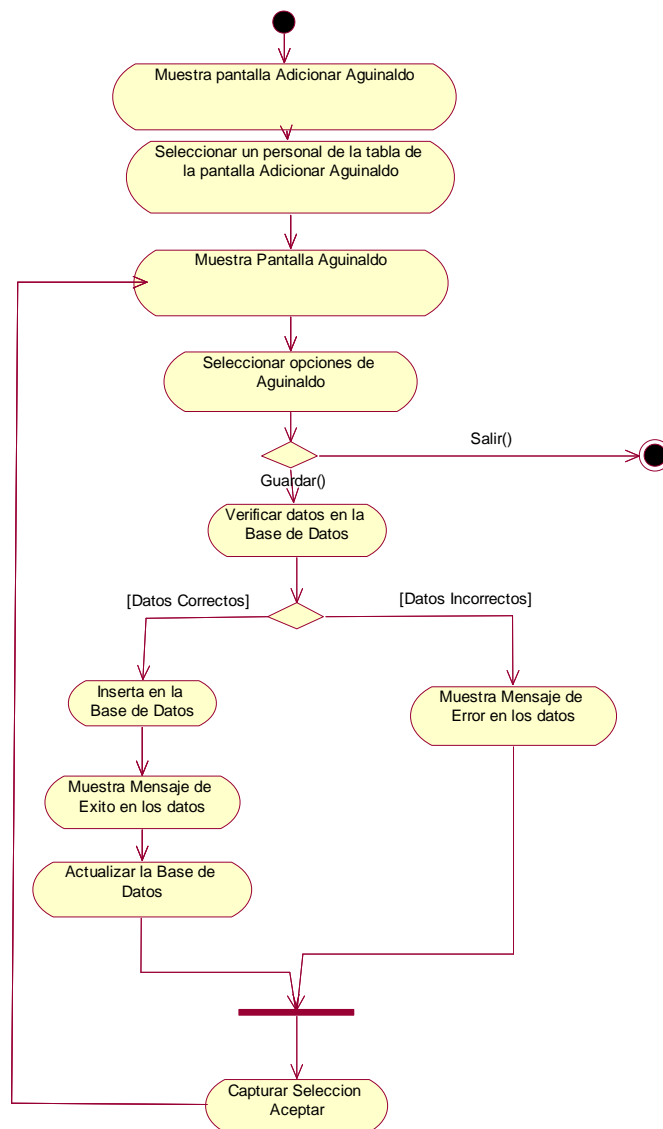 Muestra pantalla Adicionar Aguinaldo
Seleccionar un personal de la tabla de
la pantalla Adicionar Aguinaldo
Muestra Pantalla Aguinaldo
Seleccionar opciones de
Aguinaldo
Salir()
Guardar()
Verificar datos en la
Base de Datos
[Datos Correctos]
[Datos Incorrectos]
Inserta en la
Base de Datos
Muestra Mensaje de
Error en los datos
Muestra Mensaje de
Exito en los datos
Actualizar la Base de
Datos
Capturar Seleccion
Aceptar